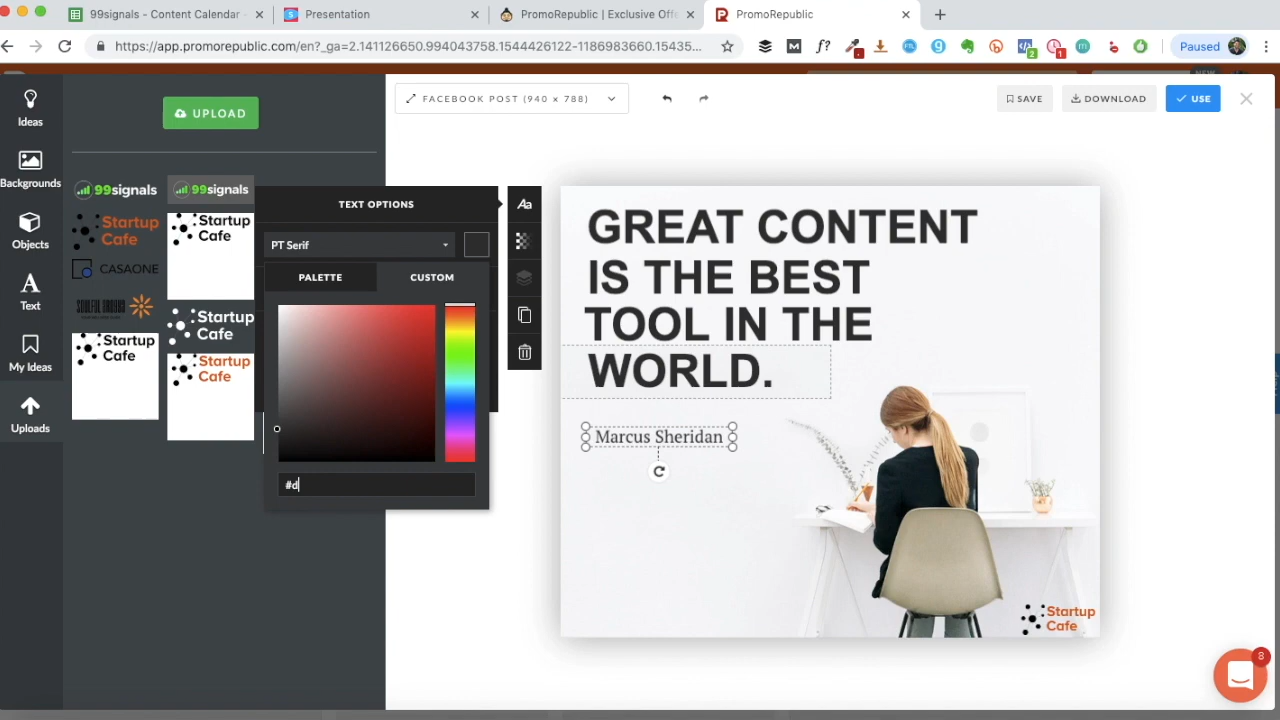 99signals - Content Calendar -
Presentation
PromoRepublic | Exclusive Offe
PromoRepublic
https://app.promorepublic.com/en?_ga=2.141126650.994043758.1544426122-1186983660.15435...
Paused
NEW
Ideas
Backgrounds
Objects
Text
My Ideas
Uploads
UPLOAD
99signals
99signals
Startup
Cafe
Startup
Cafe
CASAONE
Startup
Cafe
Startup
Cafe
Startup
Cafe
TEXT OPTIONS
PT Serif
PALETTE
CUSTOM
#d
Aa
FACEBOOK POST (940 × 788)
SAVE
DOWNLOAD
USE
GREAT CONTENT
IS THE BEST
TOOL IN THE
WORLD.
Marcus Sheridan
Startup
Cafe
8